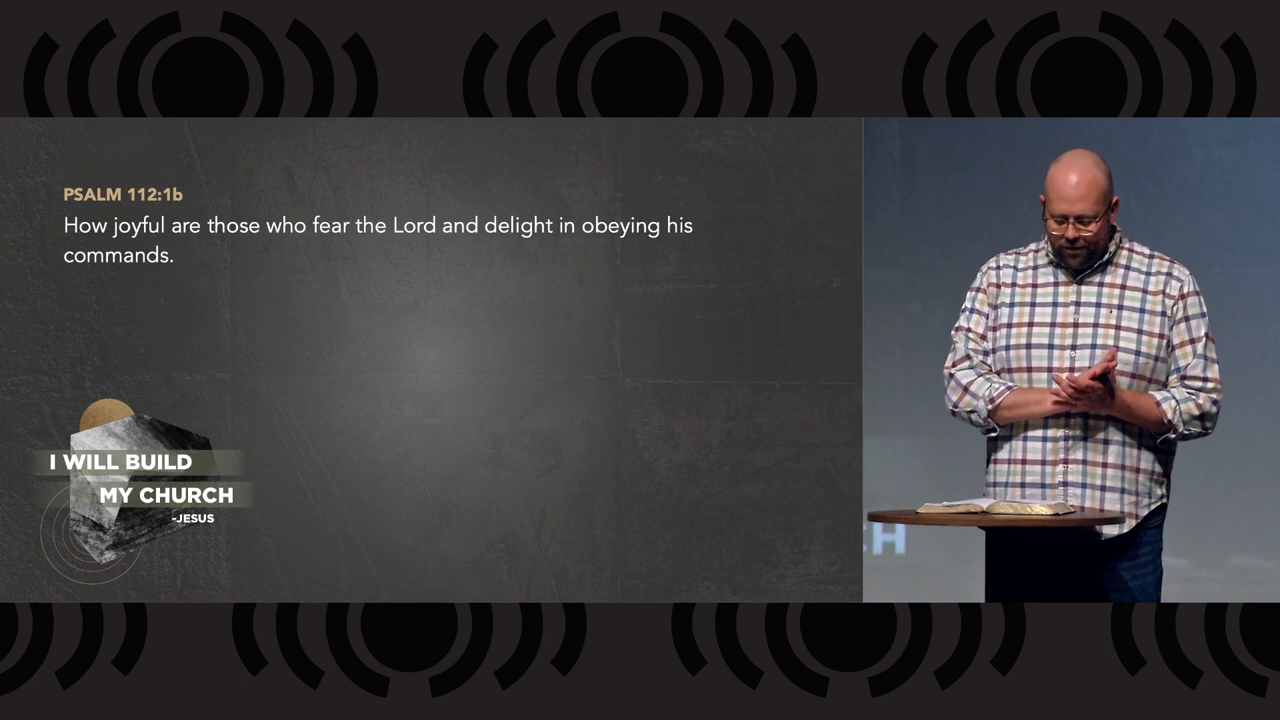 PSALM 112:1b
How joyful are those who fear the Lord and delight in obeying his
commands.
I WILL BUILD
MY CHURCH
-JESUS
H